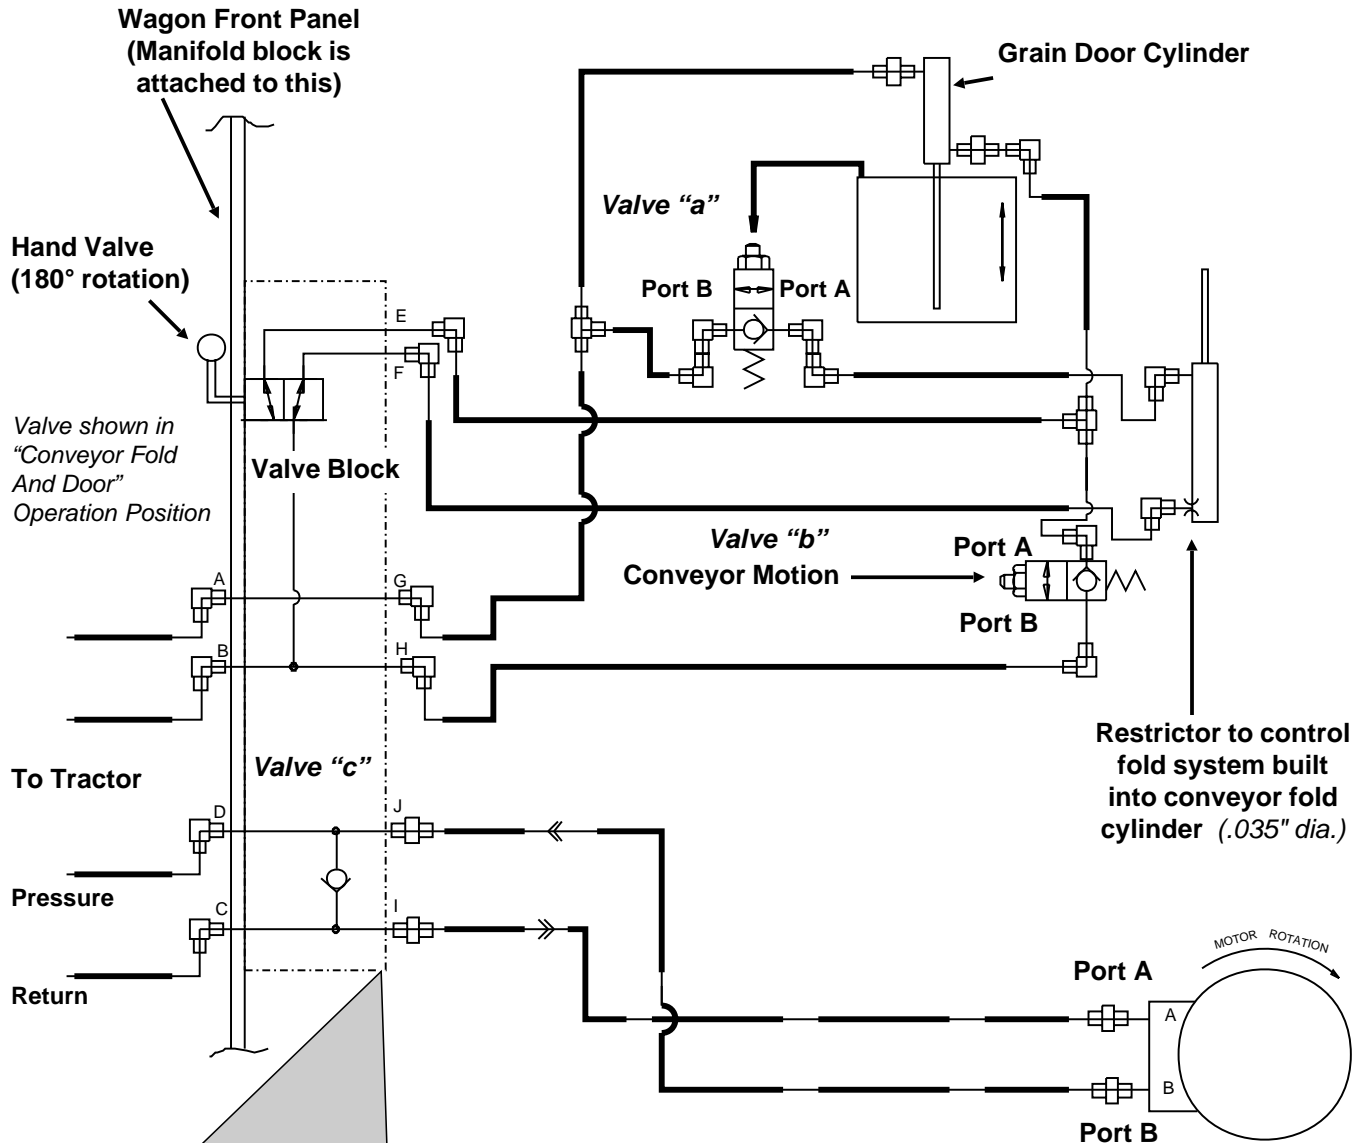 Wagon Front Panel
(Manifold block is
attached to this)
Grain Door Cylinder
Valve “a”
Hand Valve
(180° rotation)
Port B
Port A
E
F
Valve shown in
“Conveyor Fold
And Door”
Operation Position
Valve Block
Valve “b”
Conveyor Motion
Port A
Port B
A
G
B
H
Restrictor to control
fold system built
into conveyor fold
cylinder (.035" dia.)
To Tractor
Valve “c”
D
J
Pressure
C
I
Return
MOTOR ROTATION
Port A
A
B
Port B